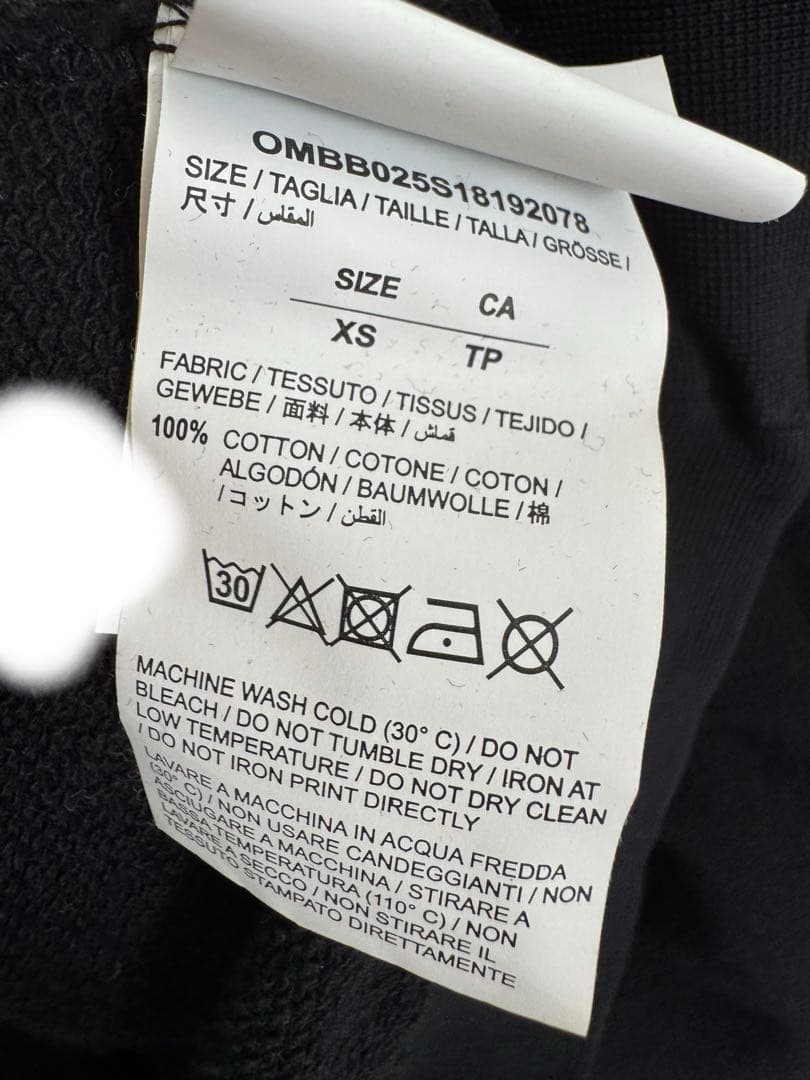 OMBB025S18192078
SIZE / TAGLIA / TAILLE / TALLA / GRÖSSE /
尺寸 / المقاس
SIZE CA
XS TP
FABRIC / TESSUTO / TISSUS / TEJIDO /
GEWEBE / 面料 / 本体 / قماش
100% COTTON / COTONE / COTON /
ALGODÓN / BAUMWOLLE / 棉
/ コットン / القطن
30
MACHINE WASH COLD (30° C) / DO NOT
BLEACH / DO NOT TUMBLE DRY / IRON AT
LOW TEMPERATURE / DO NOT DRY CLEAN
/ DO NOT IRON PRINT DIRECTLY
LAVARE A MACCHINA IN ACQUA FREDDA
(30° C) / NON USARE CANDEGGIANTI / NON
ASCIUGARE A MACCHINA / STIRARE A
BASSA TEMPERATURA (110° C) / NON
LAVARE A SECCO / NON STIRARE IL
TESSUTO STAMPATO DIRETTAMENTE